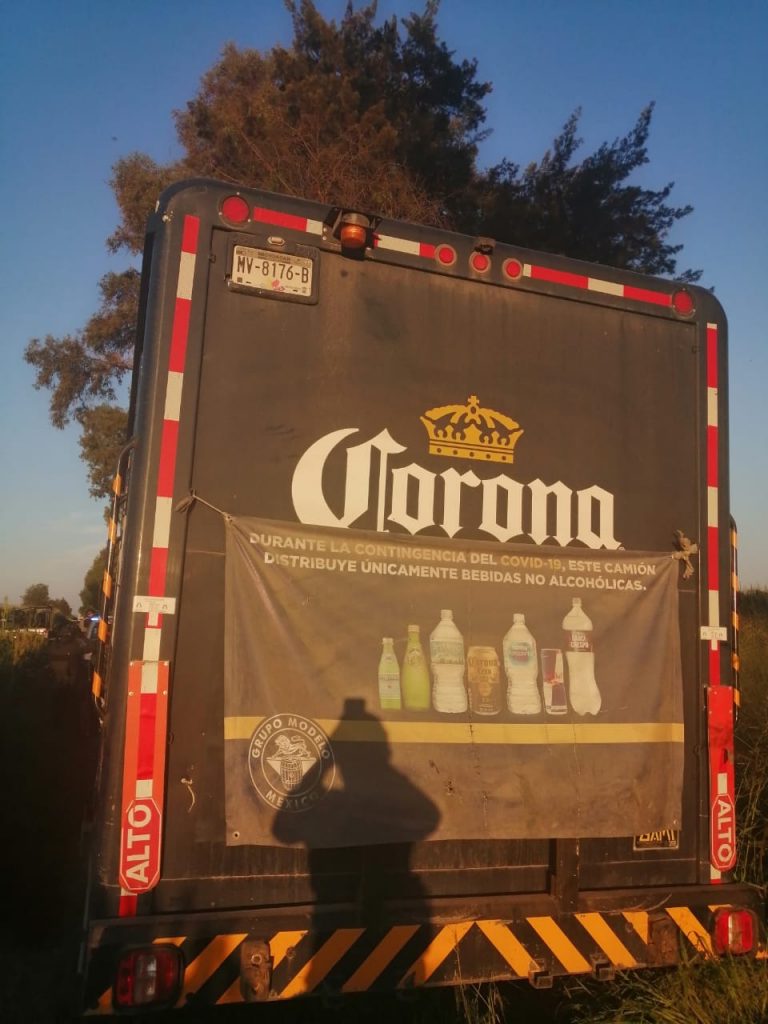 MV-8176-B
Corona
DURANTE LA CONTINGENCIA DEL COVID-19, ESTE CAMIÓN
DISTRIBUYE ÚNICAMENTE BEBIDAS NO ALCOHÓLICAS.
GRUPO MODELO
MEXICO
ALTO
ALTO